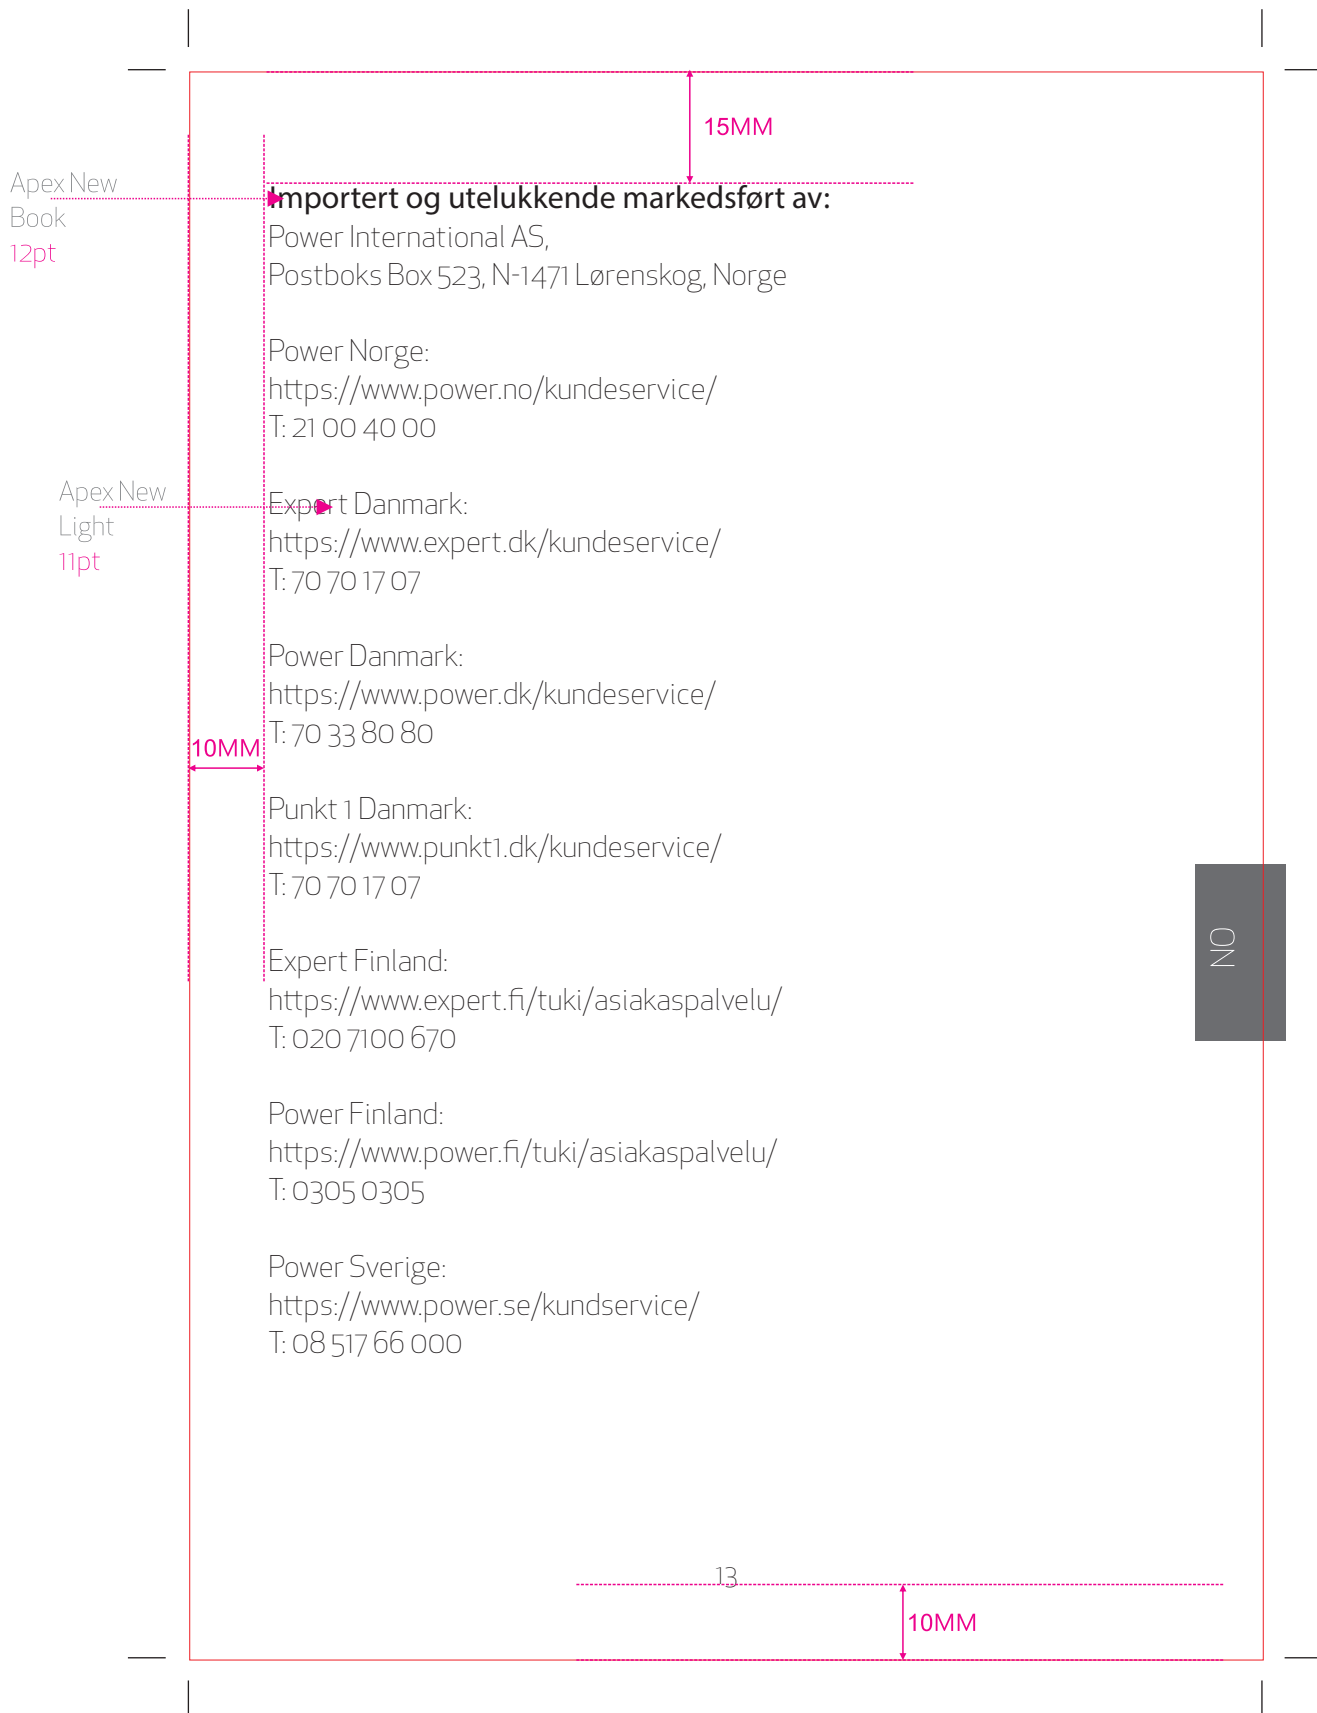 15MM
Apex New
Book
12pt
Importert og utelukkende markedsført av:
Power International AS,
Postboks Box 523, N-1471 Lørenskog, Norge
Power Norge:
https://www.power.no/kundeservice/
T: 21 00 40 00
Apex New
Light
11pt
Expert Danmark:
https://www.expert.dk/kundeservice/
T: 70 70 17 07
Power Danmark:
https://www.power.dk/kundeservice/
T: 70 33 80 80
10MM
Punkt 1 Danmark:
https://www.punkt1.dk/kundeservice/
T: 70 70 17 07
NO
Expert Finland:
https://www.expert.fi/tuki/asiakaspalvelu/
T: 020 7100 670
Power Finland:
https://www.power.fi/tuki/asiakaspalvelu/
T: 0305 0305
Power Sverige:
https://www.power.se/kundservice/
T: 08 517 66 000
13
10MM